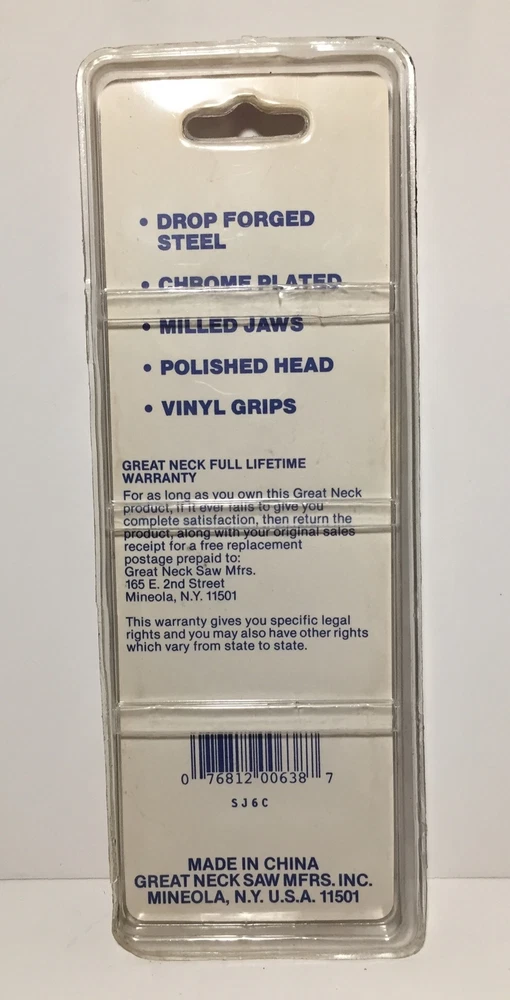 • DROP FORGED
STEEL
• CHROME PLATED
• MILLED JAWS
• POLISHED HEAD
• VINYL GRIPS
GREAT NECK FULL LIFETIME
WARRANTY
For as long as you own this Great Neck
product, if it ever fails to give you
complete satisfaction, then return the
product, along with your original sales
receipt for a free replacement
postage prepaid to:
Great Neck Saw Mfrs.
165 E. 2nd Street
Mineola, N.Y. 11501
This warranty gives you specific legal
rights and you may also have other rights
which vary from state to state.
0 76812 00638 7
SJ6C
MADE IN CHINA
GREAT NECK SAW MFRS. INC.
MINEOLA, N.Y. U.S.A. 11501